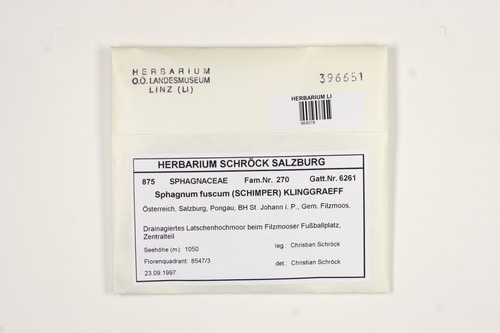 HERBARIUM
O.Ö. LANDESMUSEUM
LINZ (LI)
396651
HERBARIUM LI
HERBARIUM SCHRÖCK SALZBURG
875 SPHAGNACEAE Fam.Nr. 270 Gatt.Nr. 6261
Sphagnum fuscum (SCHIMPER) KLINGGRAEFF
Österreich, Salzburg, Pongau, BH St. Johann i. P., Gem. Filzmoos.
Drainagiertes Latschenhochmoor beim Filzmooser Fußballplatz,
Zentralteil
Seehöhe (m): 1050 leg.: Christian Schröck
Florenquadrant: 8547/3 det.: Christian Schröck
23.09.1997